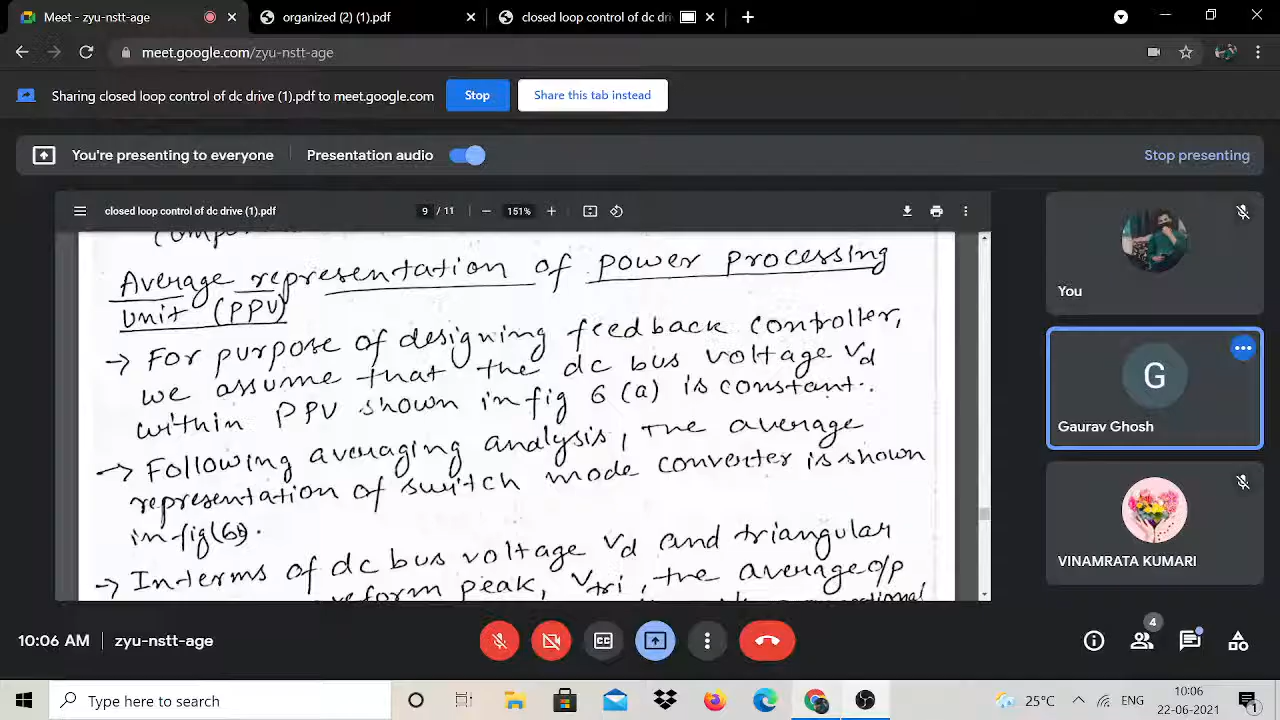 Meet - zyu-nstt-age
organized (2) (1).pdf
closed loop control of dc dri
meet.google.com/zyu-nstt-age
Sharing closed loop control of dc drive (1).pdf to meet.google.com
Stop
Share this tab instead
You're presenting to everyone
Presentation audio
Stop presenting
closed loop control of dc drive (1).pdf
9 / 11
151%
Average representation of power processing
Unit (PPU)
→ For purpose of designing feedback controller,
we assume that the dc bus voltage Vd
within PPU shown in fig 6 (a) is constant.
→ Following averaging analysis, the average
representation of switch mode converter is shown
in fig(6b).
→ Interms of dc bus voltage Vd and triangular
peak, Vtri, the average o/p
You
G
Gaurav Ghosh
VINAMRATA KUMARI
10:06 AM
zyu-nstt-age
CC
4
Type here to search
25°C
ENG
10:06
22-06-2021
1